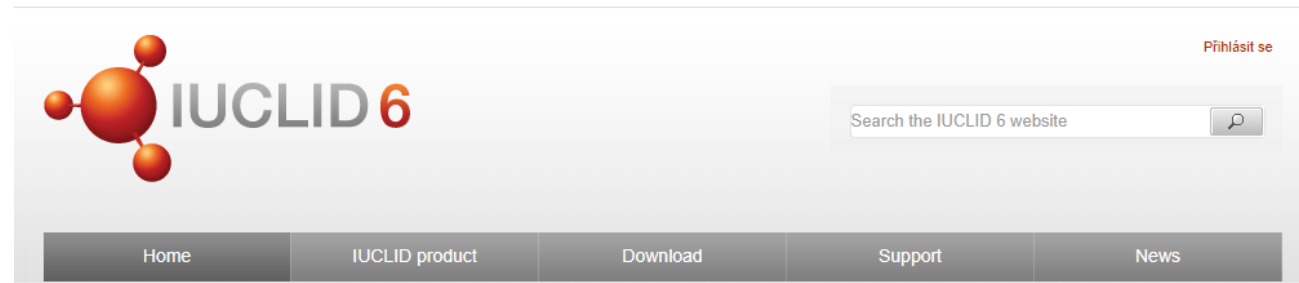 Přihlásit se
IUCLID 6
Search the IUCLID 6 website
Home IUCLID product Download Support News